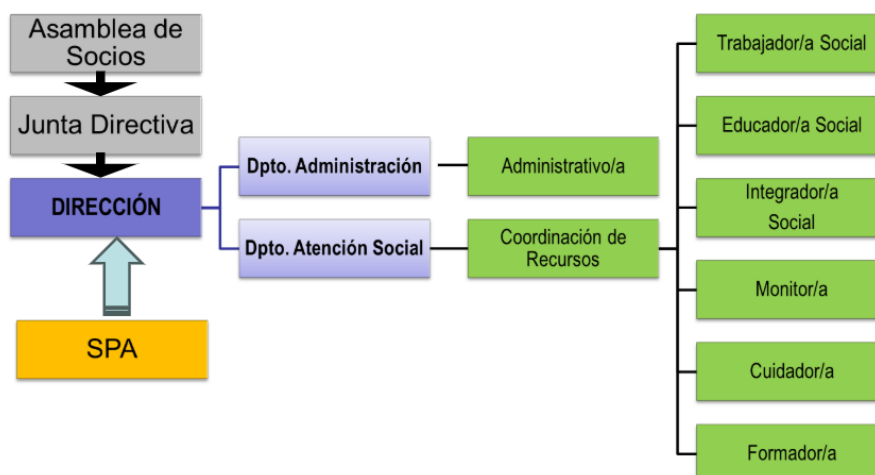 Asamblea de
Socios
Junta Directiva
DIRECCIÓN
SPA
Dpto. Administración
Dpto. Atención Social
Administrativo/a
Coordinación de
Recursos
Trabajador/a Social
Educador/a Social
Integrador/a
Social
Monitor/a
Cuidador/a
Formador/a